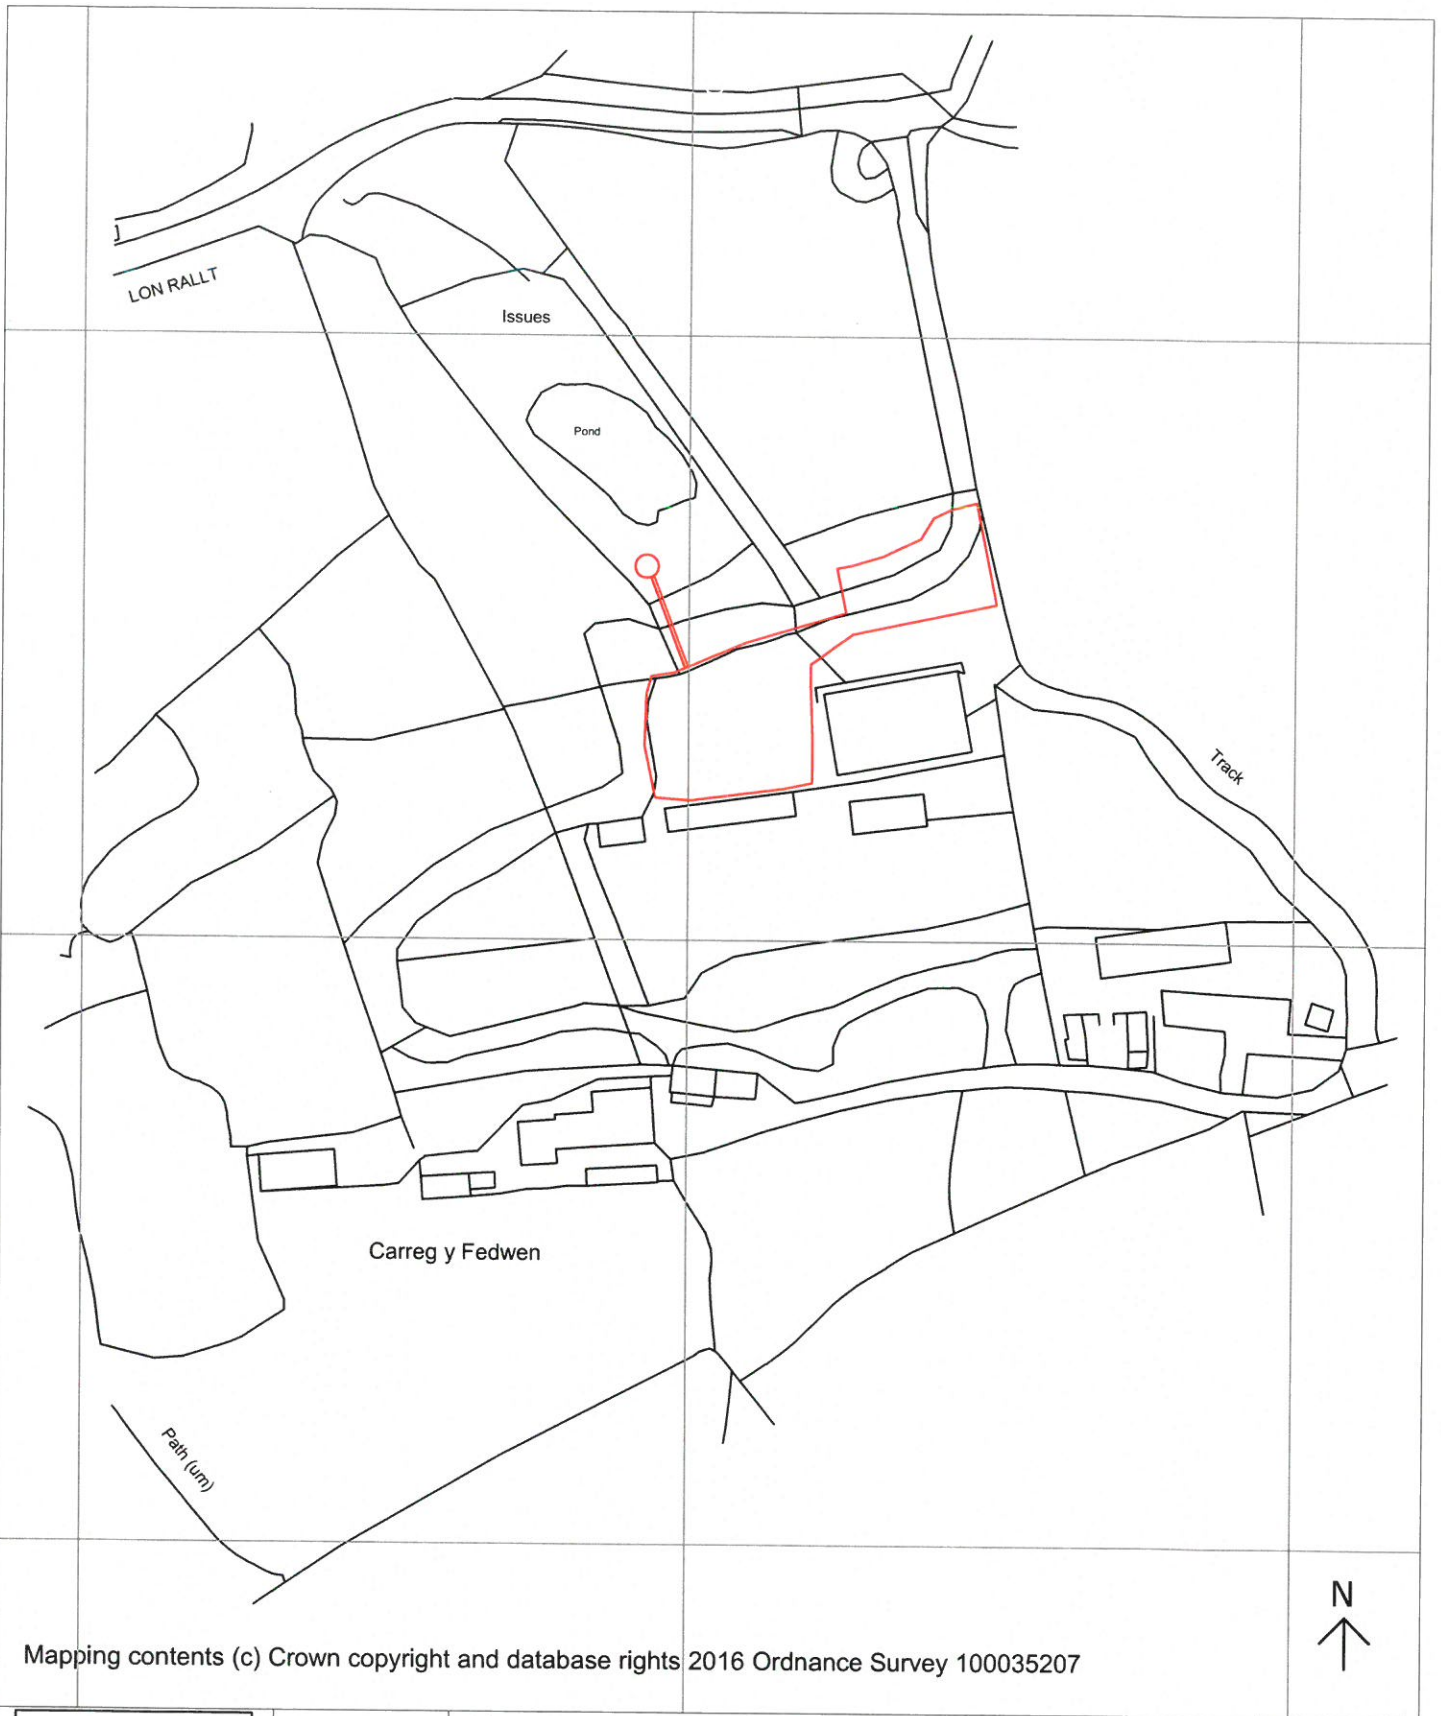 LON RALLT
Issues
Pond
Track
Carreg y Fedwen
Path (um)
N
Mapping contents (c) Crown copyright and database rights 2016 Ordnance Survey 100035207